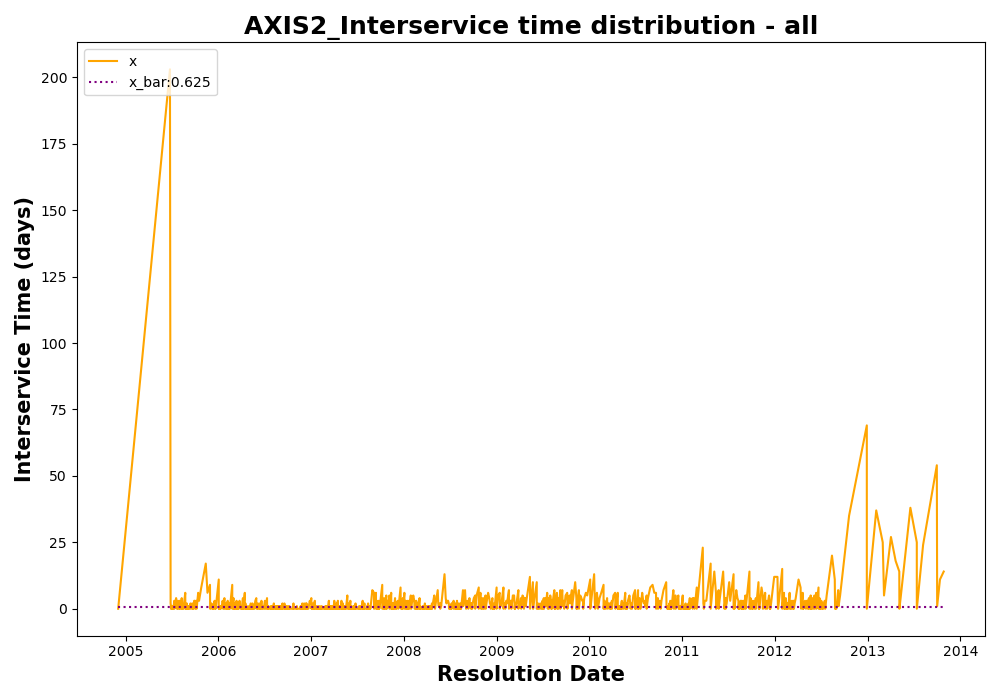 AXIS2_Interservice time distribution - all
x
x_bar:0.625
Interservice Time (days)
200
175
150
125
100
75
50
25
0
2005 2006 2007 2008 2009 2010 2011 2012 2013 2014
Resolution Date